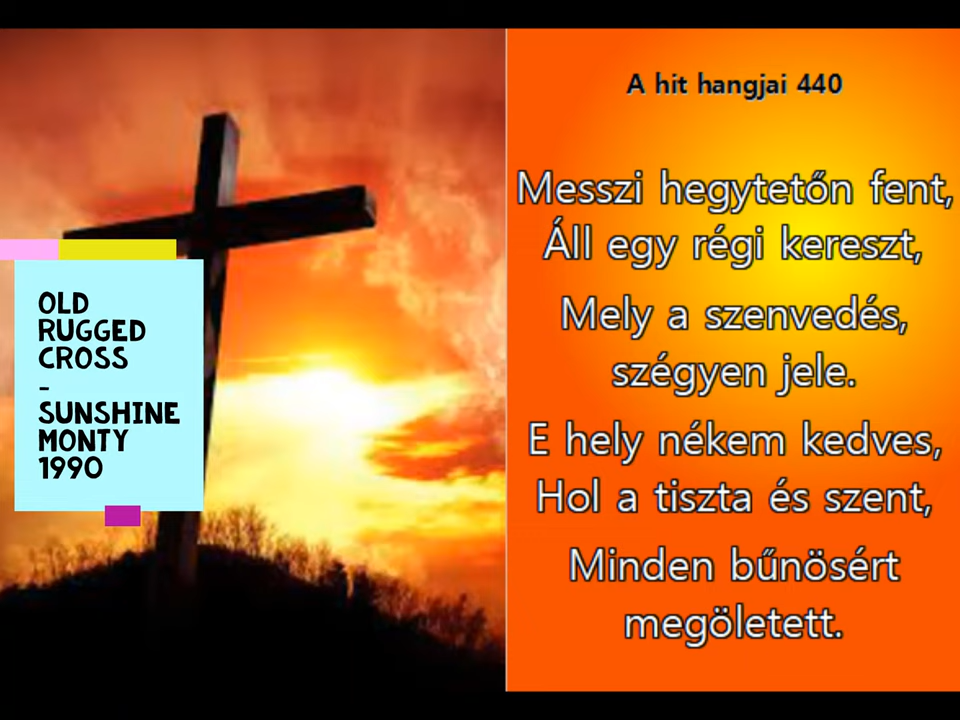 OLD
RUGGED
CROSS
-
SUNSHINE
MONTY
1990
A hit hangjai 440
Messzi hegytetőn fent,
Áll egy régi kereszt,
Mely a szenvedés,
szégyen jele.
E hely nékem kedves,
Hol a tiszta és szent,
Minden bűnösért
megöletett.